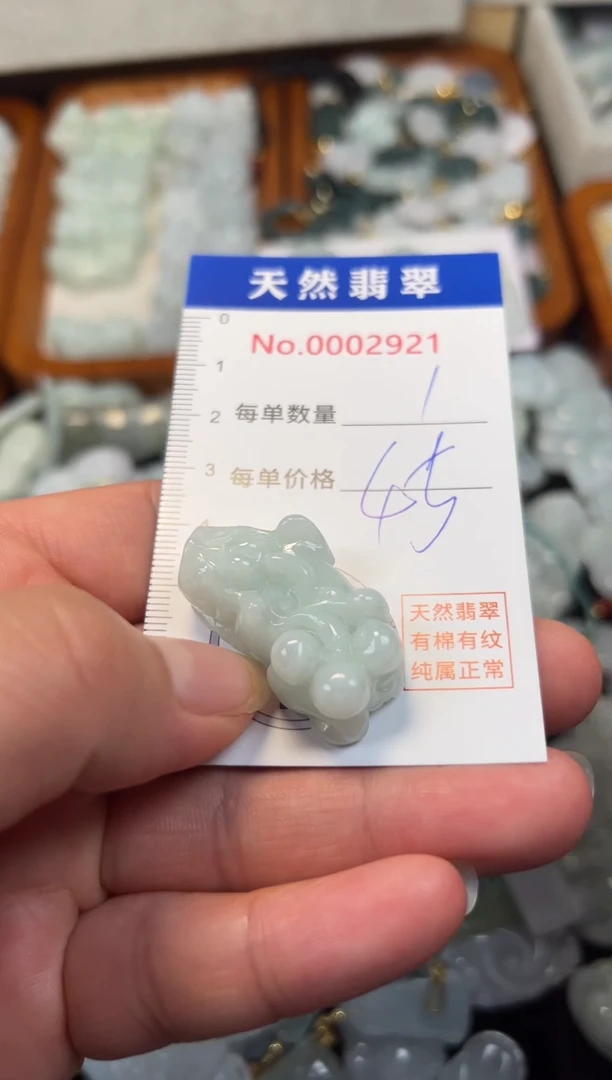 天然翡翠
No.0002921
0
1
2
3
每单数量 1
每单价格
天然翡翠
有棉有纹
纯属正常